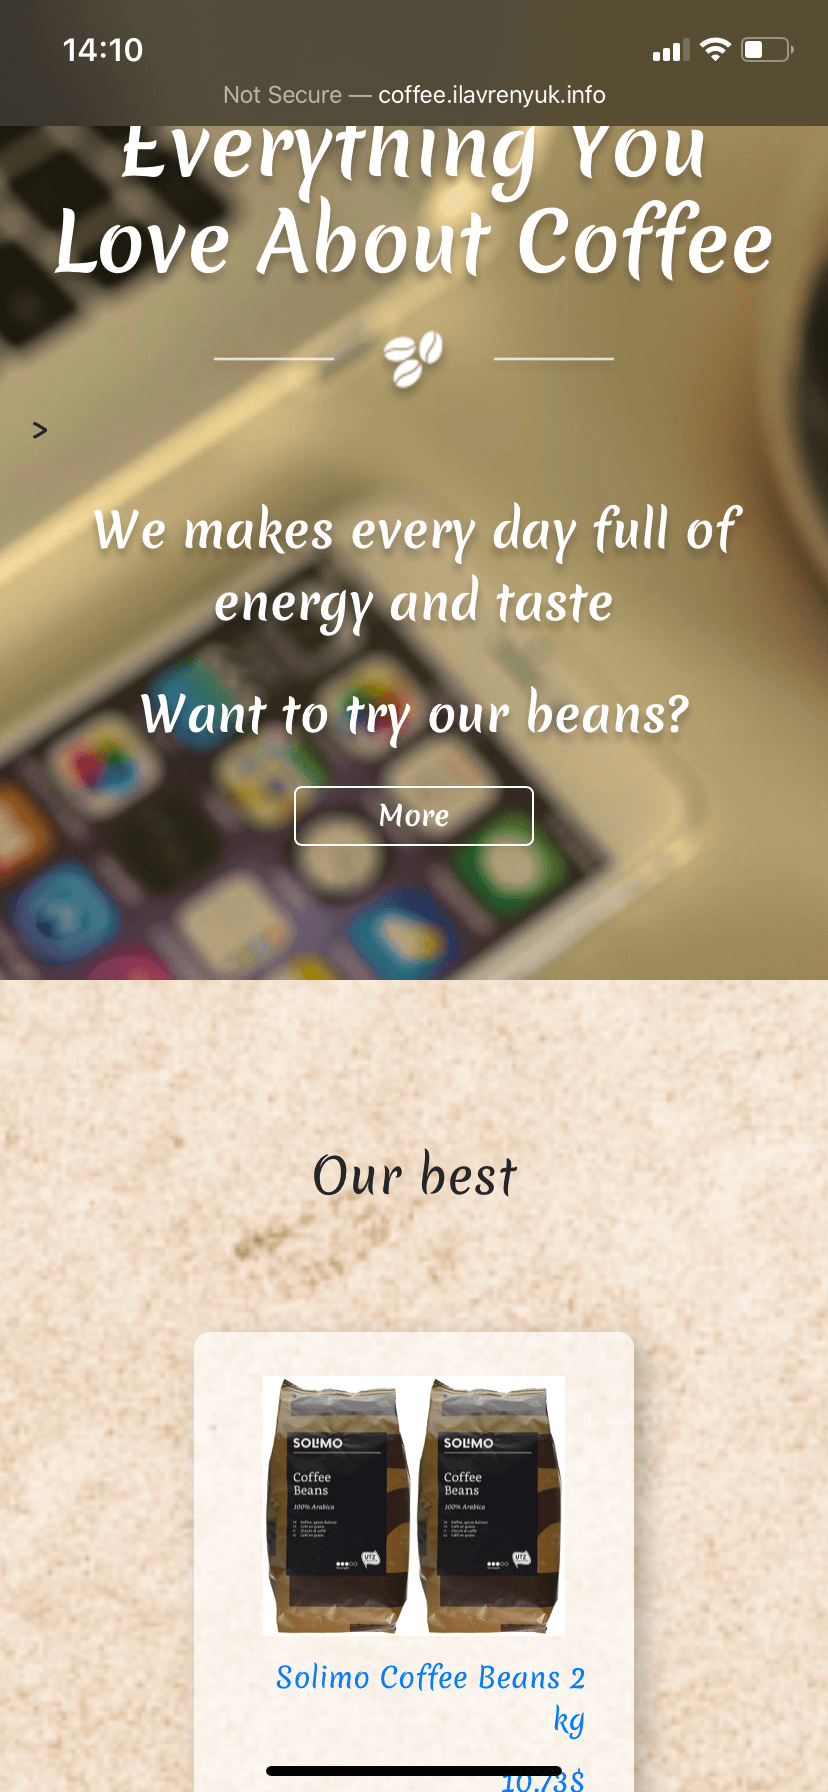 14:10
Not Secure — coffee.ilavrenyuk.info
Everything You
Love About Coffee
>
We makes every day full of
energy and taste
Want to try our beans?
More
Our best
SOLIMO SOLIMO
Coffee Coffee
Beans Beans
100% Arabica 100% Arabica
UTZ UTZ
Solimo Coffee Beans 2
kg
10.73$